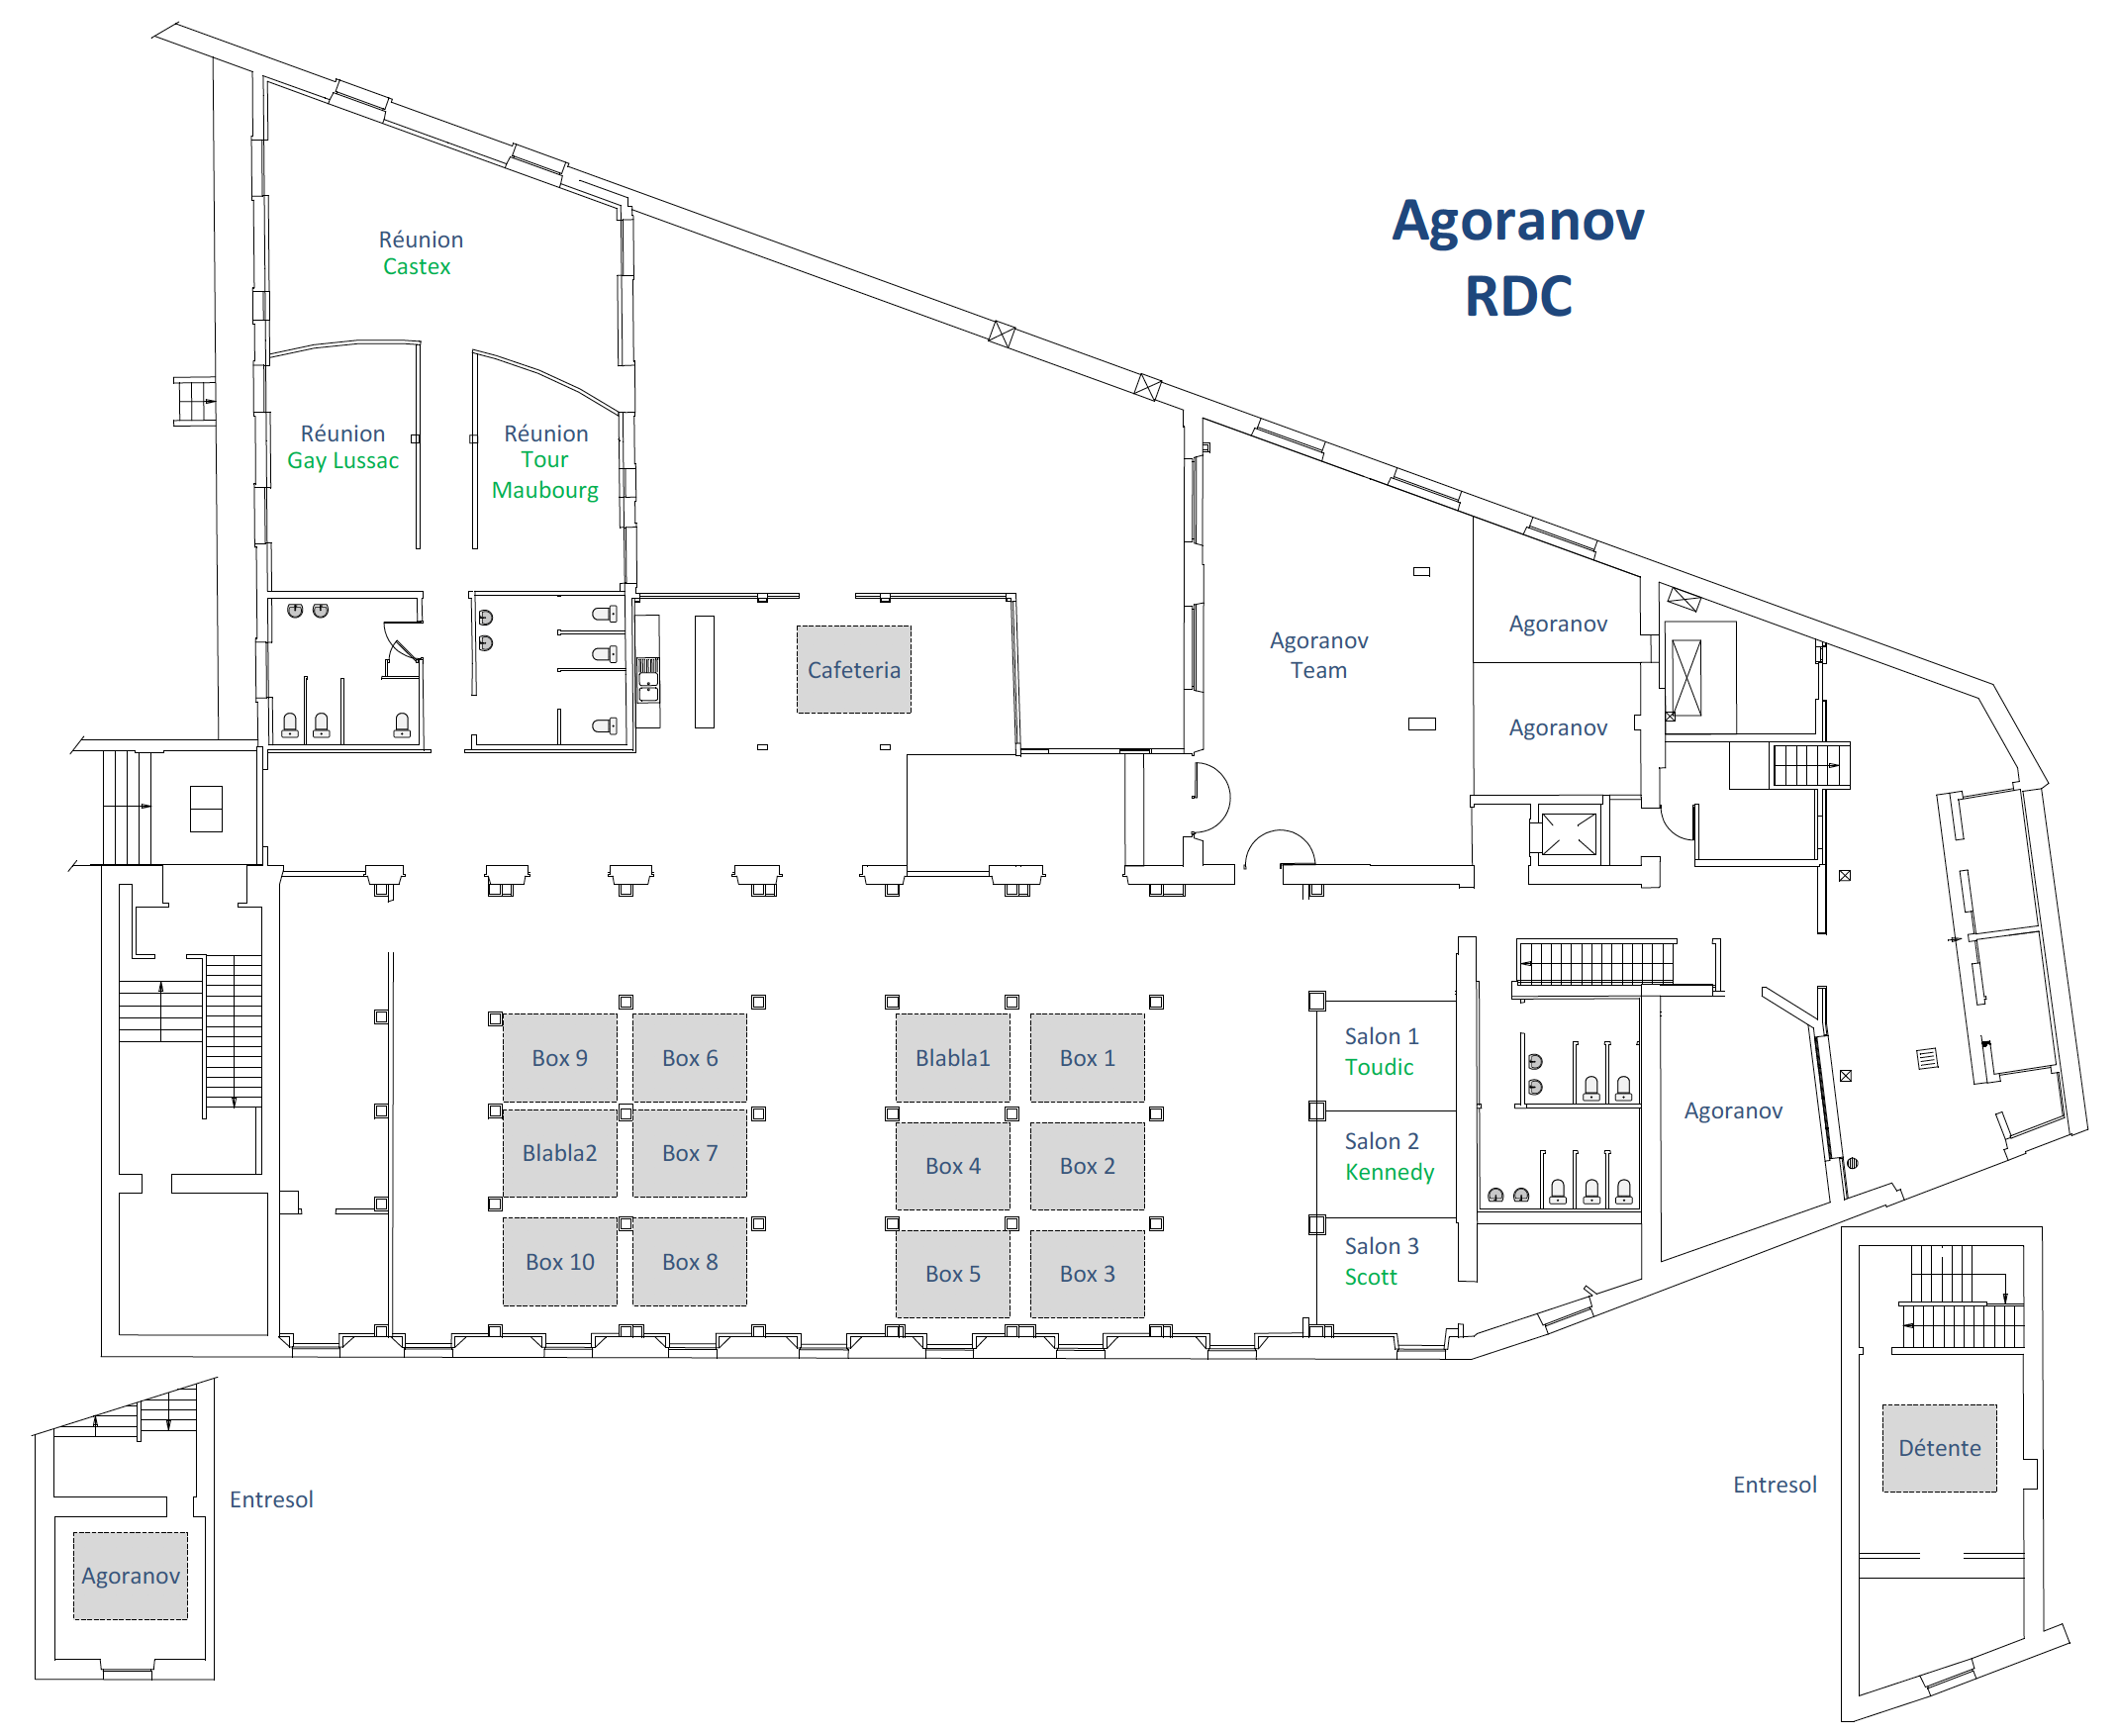 Agoranov
RDC
Réunion
Castex
Réunion
Gay Lussac
Réunion
Tour
Maubourg
Cafeteria
Agoranov
Team
Agoranov
Agoranov
Box 9
Box 6
Blabla1
Box 1
Salon 1
Toudic
Blabla2
Box 7
Box 4
Box 2
Salon 2
Kennedy
Agoranov
Box 10
Box 8
Box 5
Box 3
Salon 3
Scott
Entresol
Agoranov
Entresol
Détente